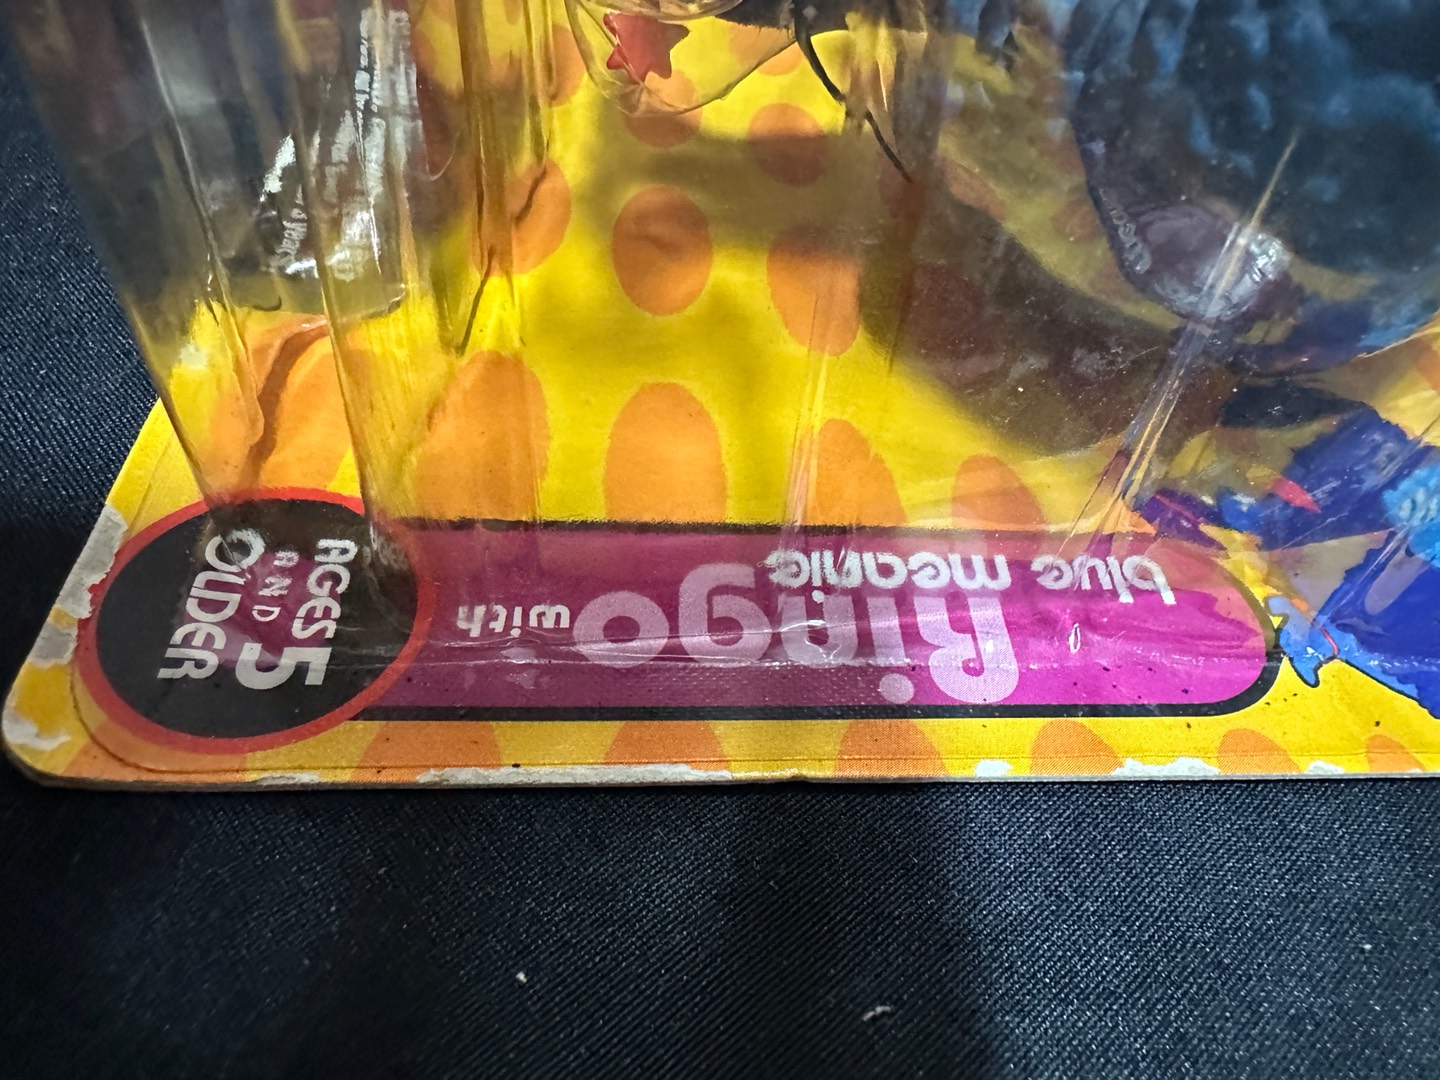 Ringo with
blue meanie
AGES 5
AND
OLDER